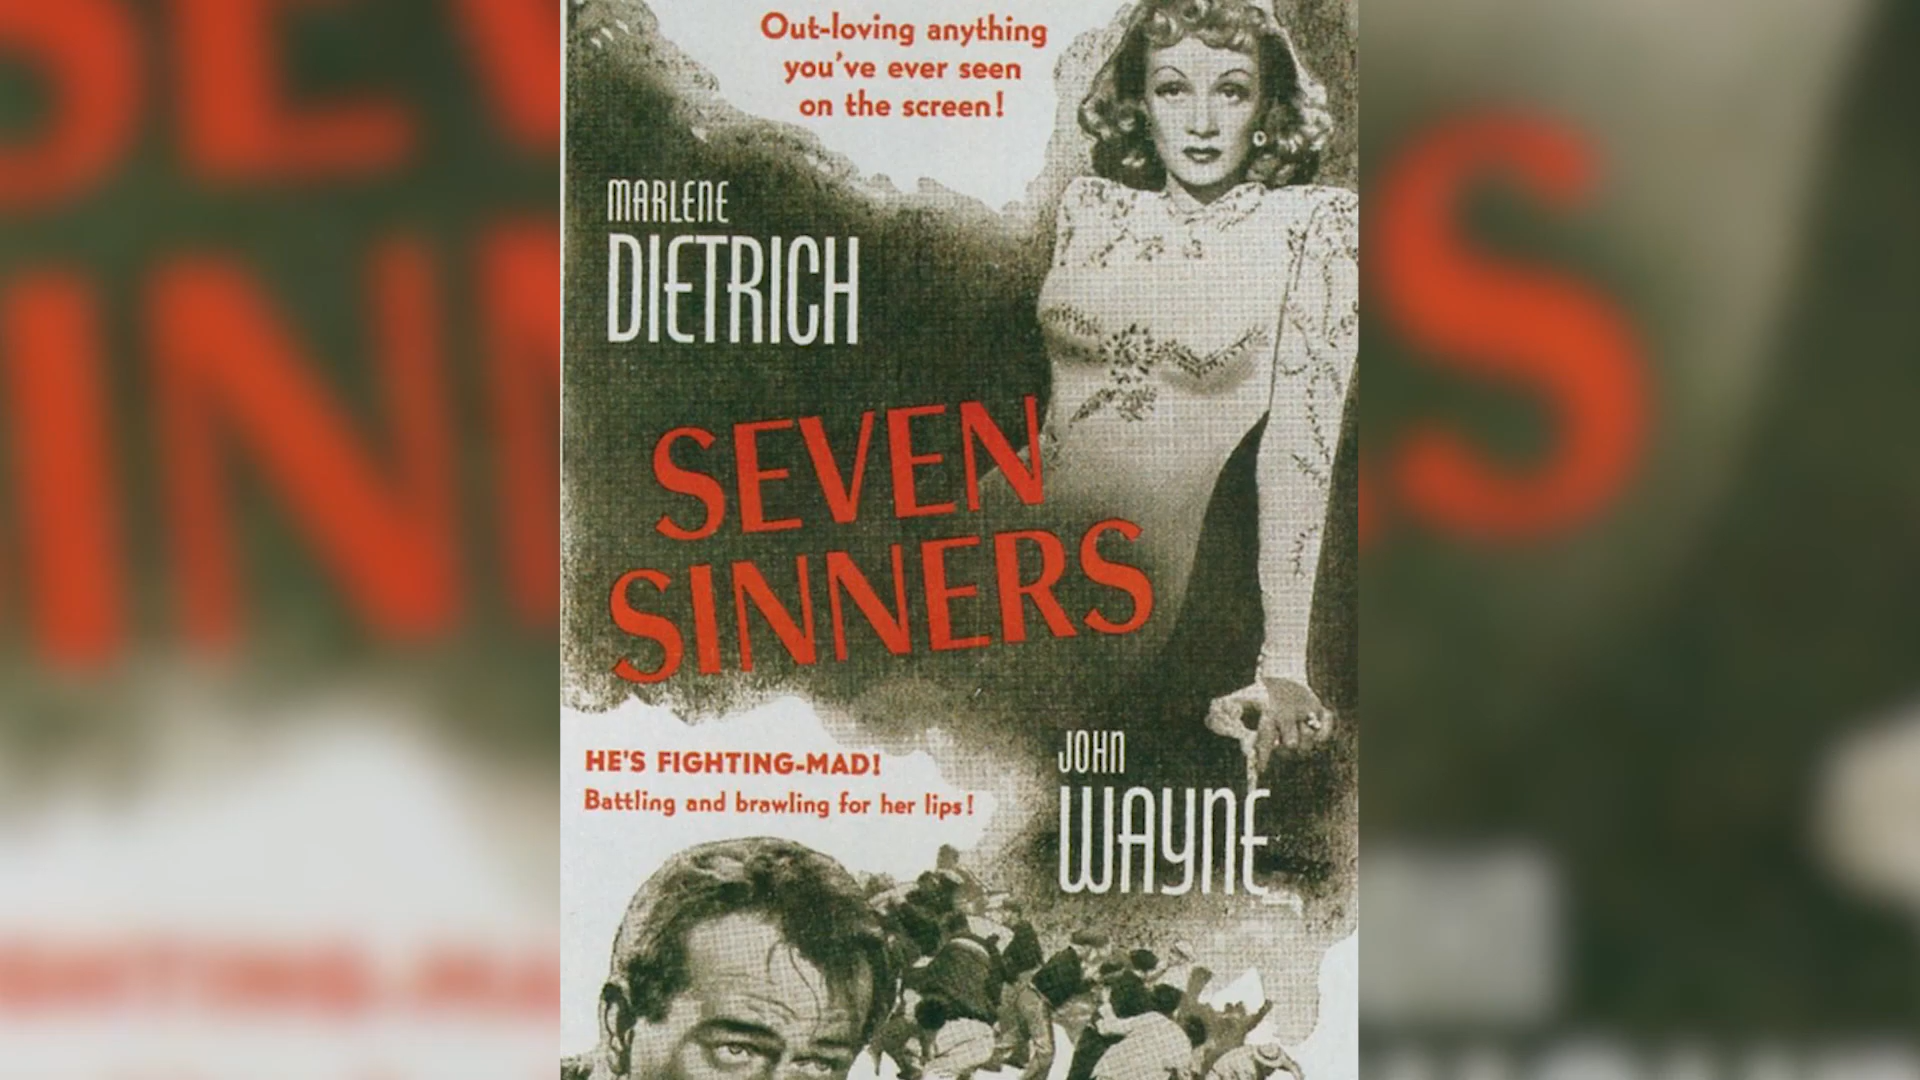 Out-loving anything
you've ever seen
on the screen!
MARLENE
DIETRICH
SEVEN
SINNERS
HE'S FIGHTING-MAD!
Battling and brawling for her lips!
JOHN
WAYNE